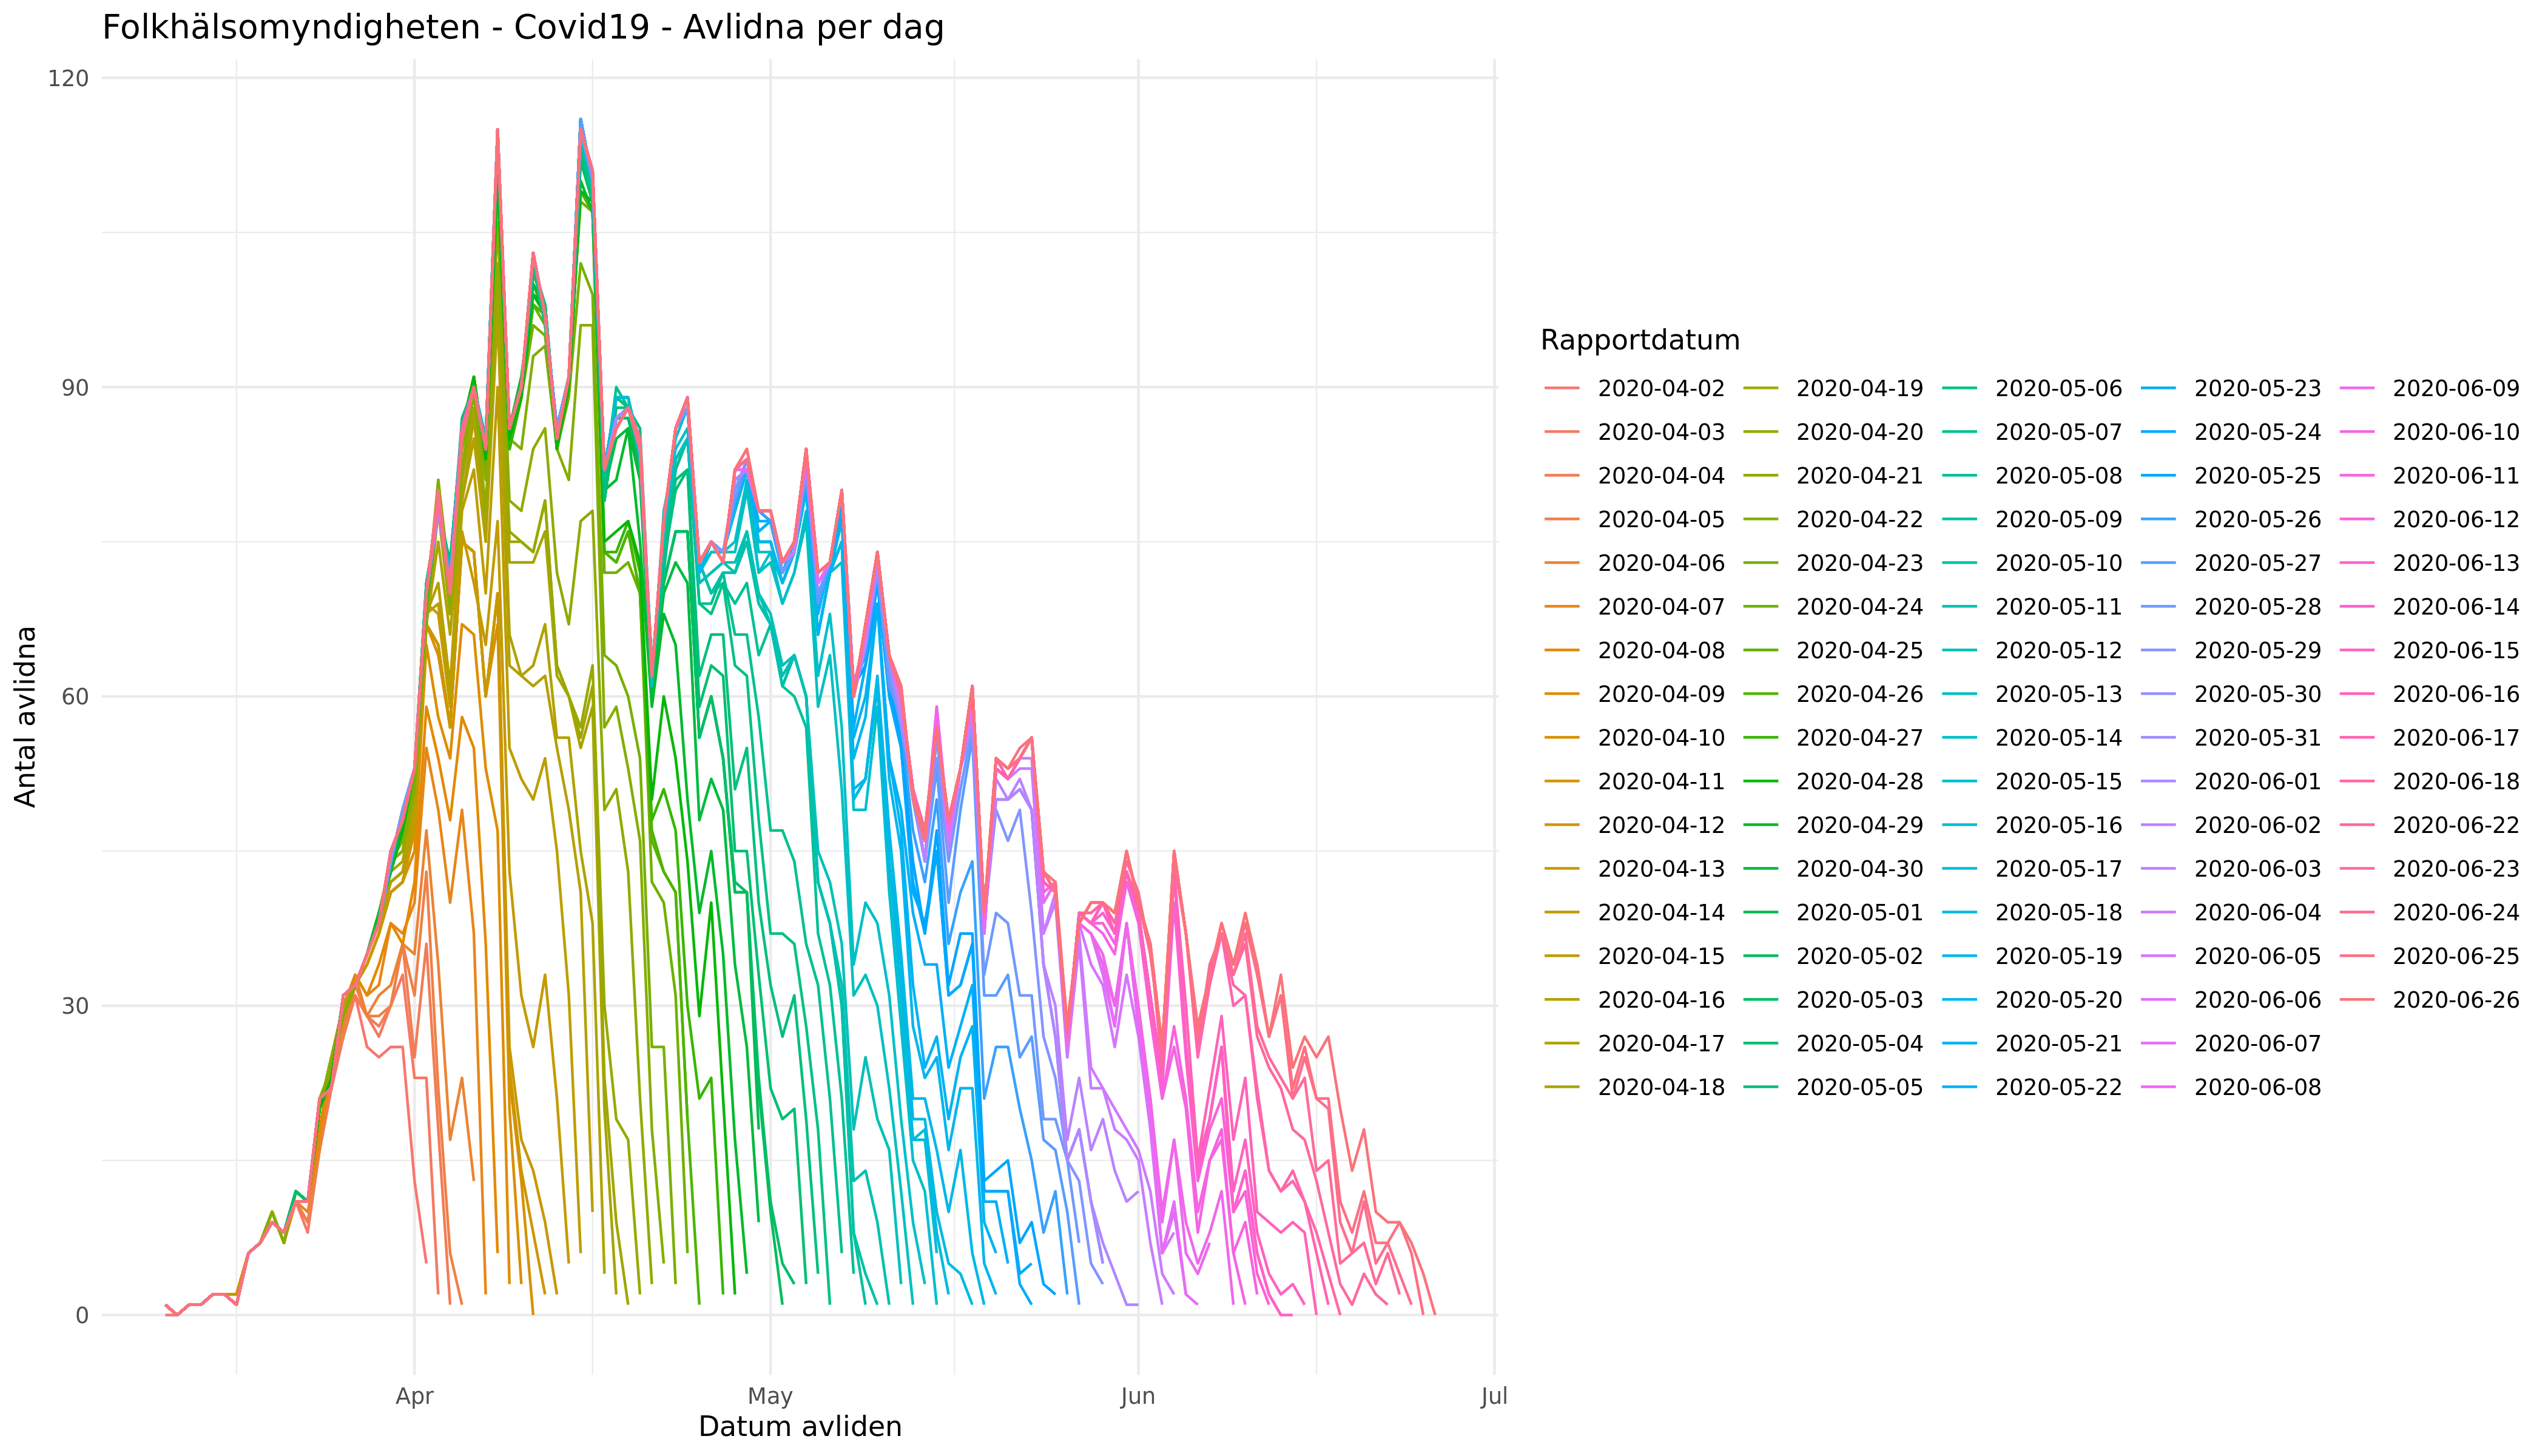 Folkhälsomyndigheten - Covid19 - Avlidna per dag
120
90
60
30
0
Antal avlidna
Apr May Jun Jul
Datum avliden
Rapportdatum
2020-04-02 2020-04-19 2020-05-06 2020-05-23 2020-06-09
2020-04-03 2020-04-20 2020-05-07 2020-05-24 2020-06-10
2020-04-04 2020-04-21 2020-05-08 2020-05-25 2020-06-11
2020-04-05 2020-04-22 2020-05-09 2020-05-26 2020-06-12
2020-04-06 2020-04-23 2020-05-10 2020-05-27 2020-06-13
2020-04-07 2020-04-24 2020-05-11 2020-05-28 2020-06-14
2020-04-08 2020-04-25 2020-05-12 2020-05-29 2020-06-15
2020-04-09 2020-04-26 2020-05-13 2020-05-30 2020-06-16
2020-04-10 2020-04-27 2020-05-14 2020-05-31 2020-06-17
2020-04-11 2020-04-28 2020-05-15 2020-06-01 2020-06-18
2020-04-12 2020-04-29 2020-05-16 2020-06-02 2020-06-22
2020-04-13 2020-04-30 2020-05-17 2020-06-03 2020-06-23
2020-04-14 2020-05-01 2020-05-18 2020-06-04 2020-06-24
2020-04-15 2020-05-02 2020-05-19 2020-06-05 2020-06-25
2020-04-16 2020-05-03 2020-05-20 2020-06-06 2020-06-26
2020-04-17 2020-05-04 2020-05-21 2020-06-07
2020-04-18 2020-05-05 2020-05-22 2020-06-08